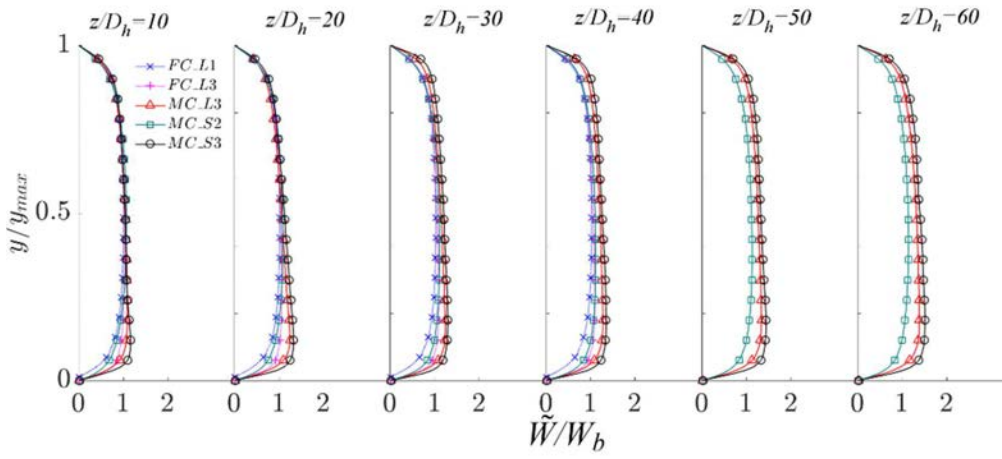 z/D_h=10 z/D_h=20 z/D_h=30 z/D_h=40 z/D_h=50 z/D_h=60
1
FC_L1
FC_L3
MC_L3
MC_S2
MC_S3
0.5
y/y_max
0
0 1 2 0 1 2 0 1 2 0 1 2 0 1 2 0 1 2
W̃/W_b